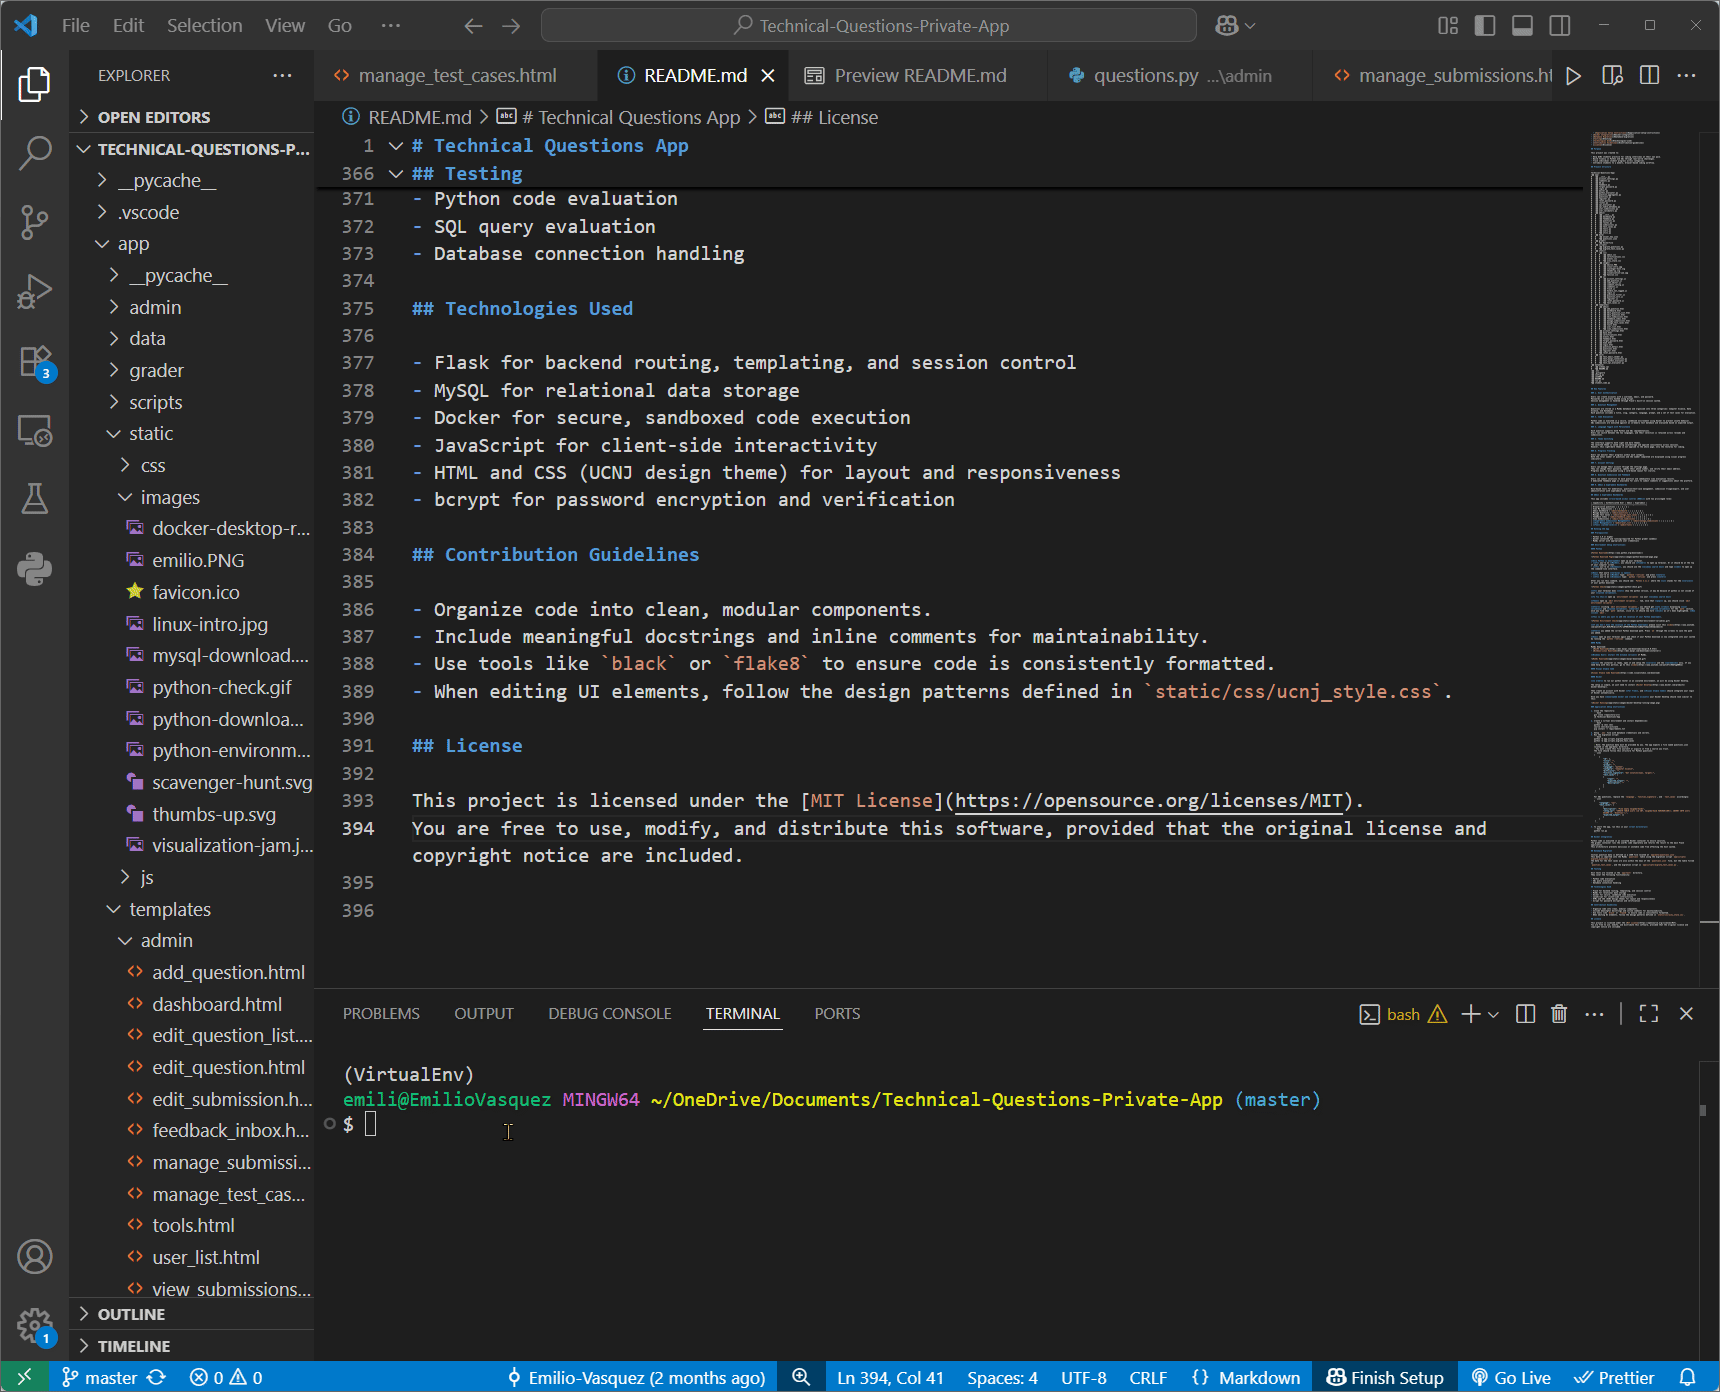 File Edit Selection View Go ···
Technical-Questions-Private-App
EXPLORER ···
OPEN EDITORS
TECHNICAL-QUESTIONS-P...
__pycache__
.vscode
app
__pycache__
admin
data
grader
scripts
static
css
images
docker-desktop-r...
emilio.PNG
favicon.ico
linux-intro.jpg
mysql-download....
python-check.gif
python-downloa...
python-environm...
scavenger-hunt.svg
thumbs-up.svg
visualization-jam.j...
js
templates
admin
add_question.html
dashboard.html
edit_question_list....
edit_question.html
edit_submission.h...
feedback_inbox.h...
manage_submissi...
manage_test_cas...
tools.html
user_list.html
view_submissions...
OUTLINE
TIMELINE
3
1
manage_test_cases.html README.md Preview README.md questions.py ...\admin manage_submissions.ht
README.md > # Technical Questions App > ## License
1 # Technical Questions App
366 ## Testing
371 - Python code evaluation
372 - SQL query evaluation
373 - Database connection handling
374
375 ## Technologies Used
376
377 - Flask for backend routing, templating, and session control
378 - MySQL for relational data storage
379 - Docker for secure, sandboxed code execution
380 - JavaScript for client-side interactivity
381 - HTML and CSS (UCNJ design theme) for layout and responsiveness
382 - bcrypt for password encryption and verification
383
384 ## Contribution Guidelines
385
386 - Organize code into clean, modular components.
387 - Include meaningful docstrings and inline comments for maintainability.
388 - Use tools like `black` or `flake8` to ensure code is consistently formatted.
389 - When editing UI elements, follow the design patterns defined in `static/css/ucnj_style.css`.
390
391 ## License
392
393 This project is licensed under the [MIT License](https://opensource.org/licenses/MIT).
394 You are free to use, modify, and distribute this software, provided that the original license and
copyright notice are included.
395
396
PROBLEMS OUTPUT DEBUG CONSOLE TERMINAL PORTS
bash
(VirtualEnv)
emili@EmilioVasquez MINGW64 ~/OneDrive/Documents/Technical-Questions-Private-App (master)
$
master 0 0 Emilio-Vasquez (2 months ago) Ln 394, Col 41 Spaces: 4 UTF-8 CRLF {} Markdown Finish Setup Go Live Prettier